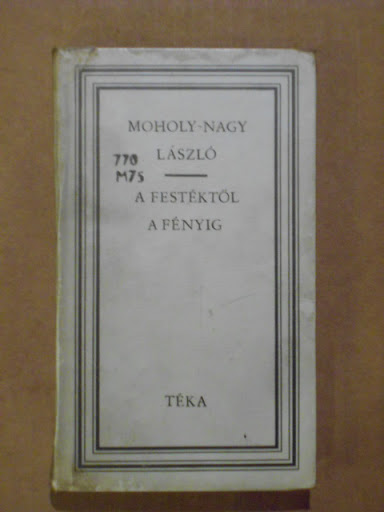 MOHOLY-NAGY
LÁSZLÓ
770
M75
A FESTÉKTŐL
A FÉNYIG
TÉKA